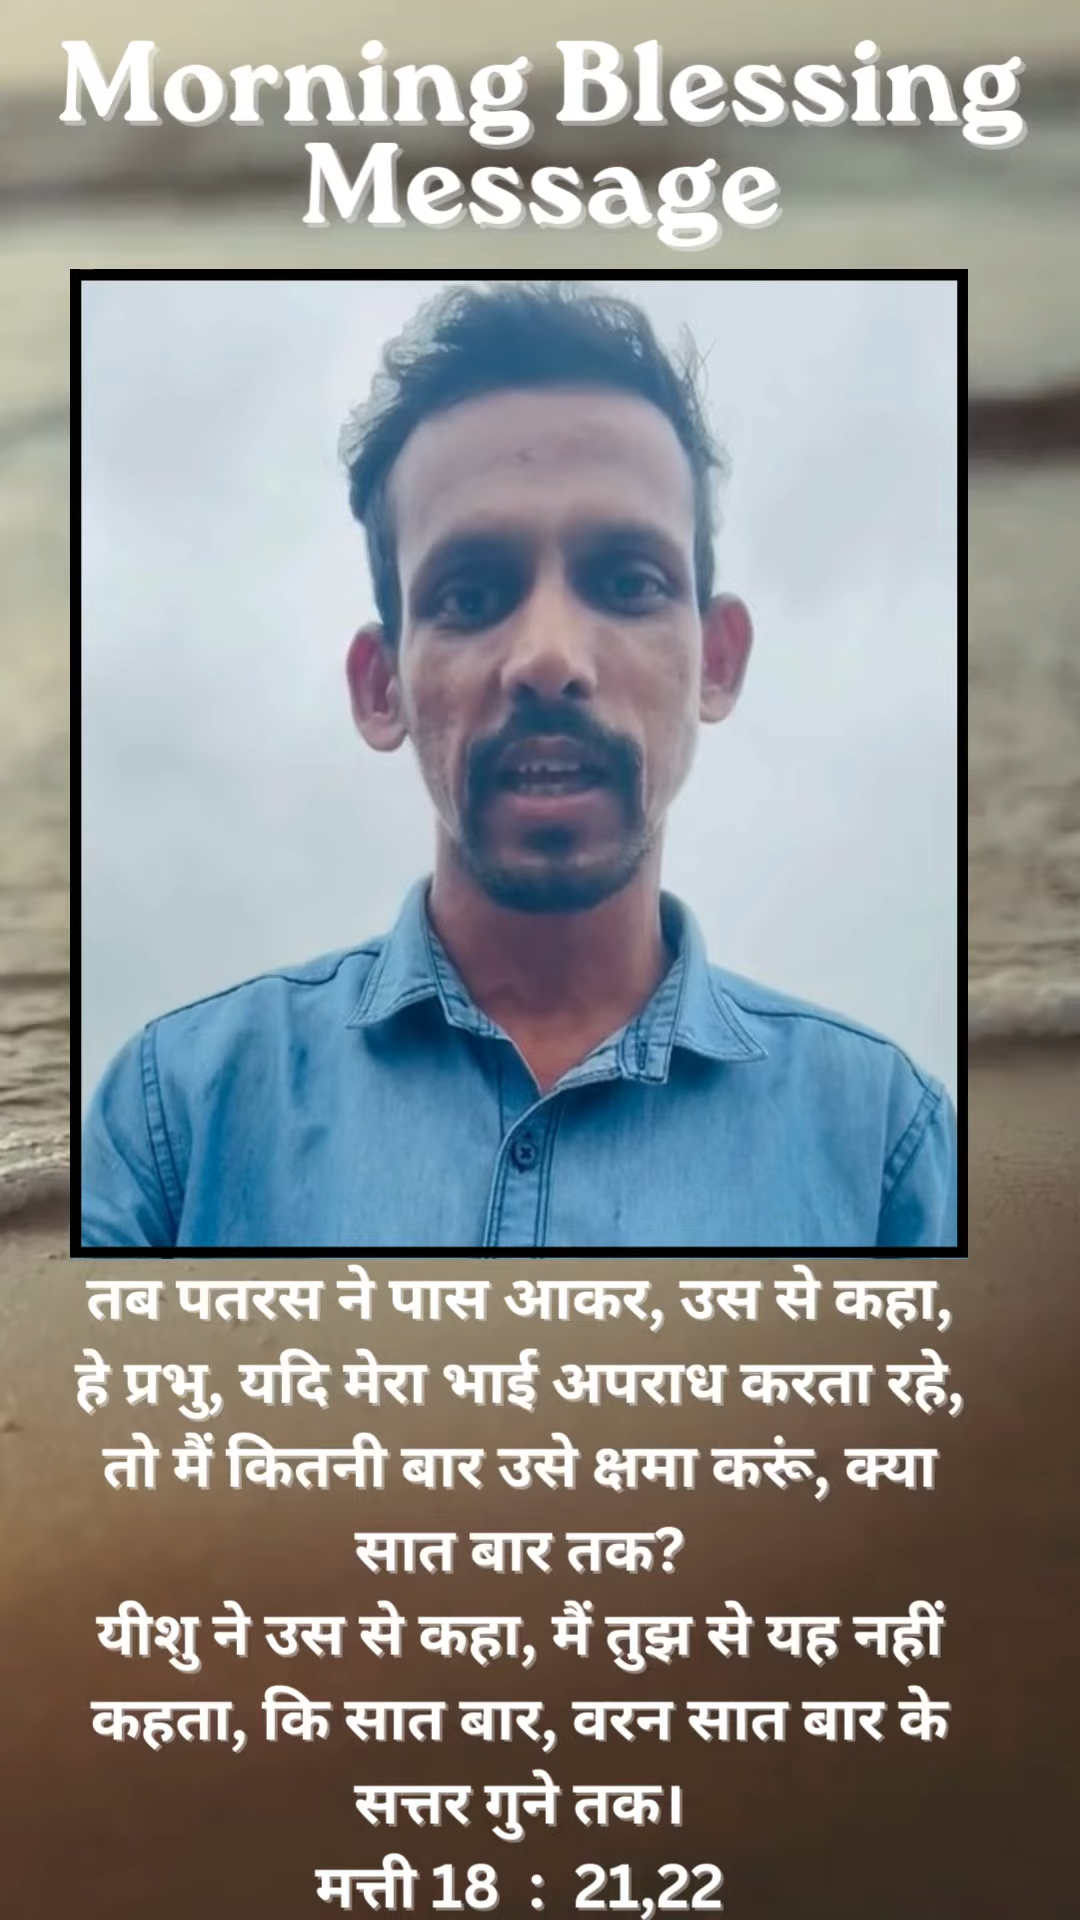 Morning Blessing
Message
तब पतरस ने पास आकर, उस से कहा,
हे प्रभु, यदि मेरा भाई अपराध करता रहे,
तो मैं कितनी बार उसे क्षमा करूं, क्या
सात बार तक?
यीशु ने उस से कहा, मैं तुझ से यह नहीं
कहता, कि सात बार, वरन सात बार के
सत्तर गुने तक।
मत्ती 18 : 21,22